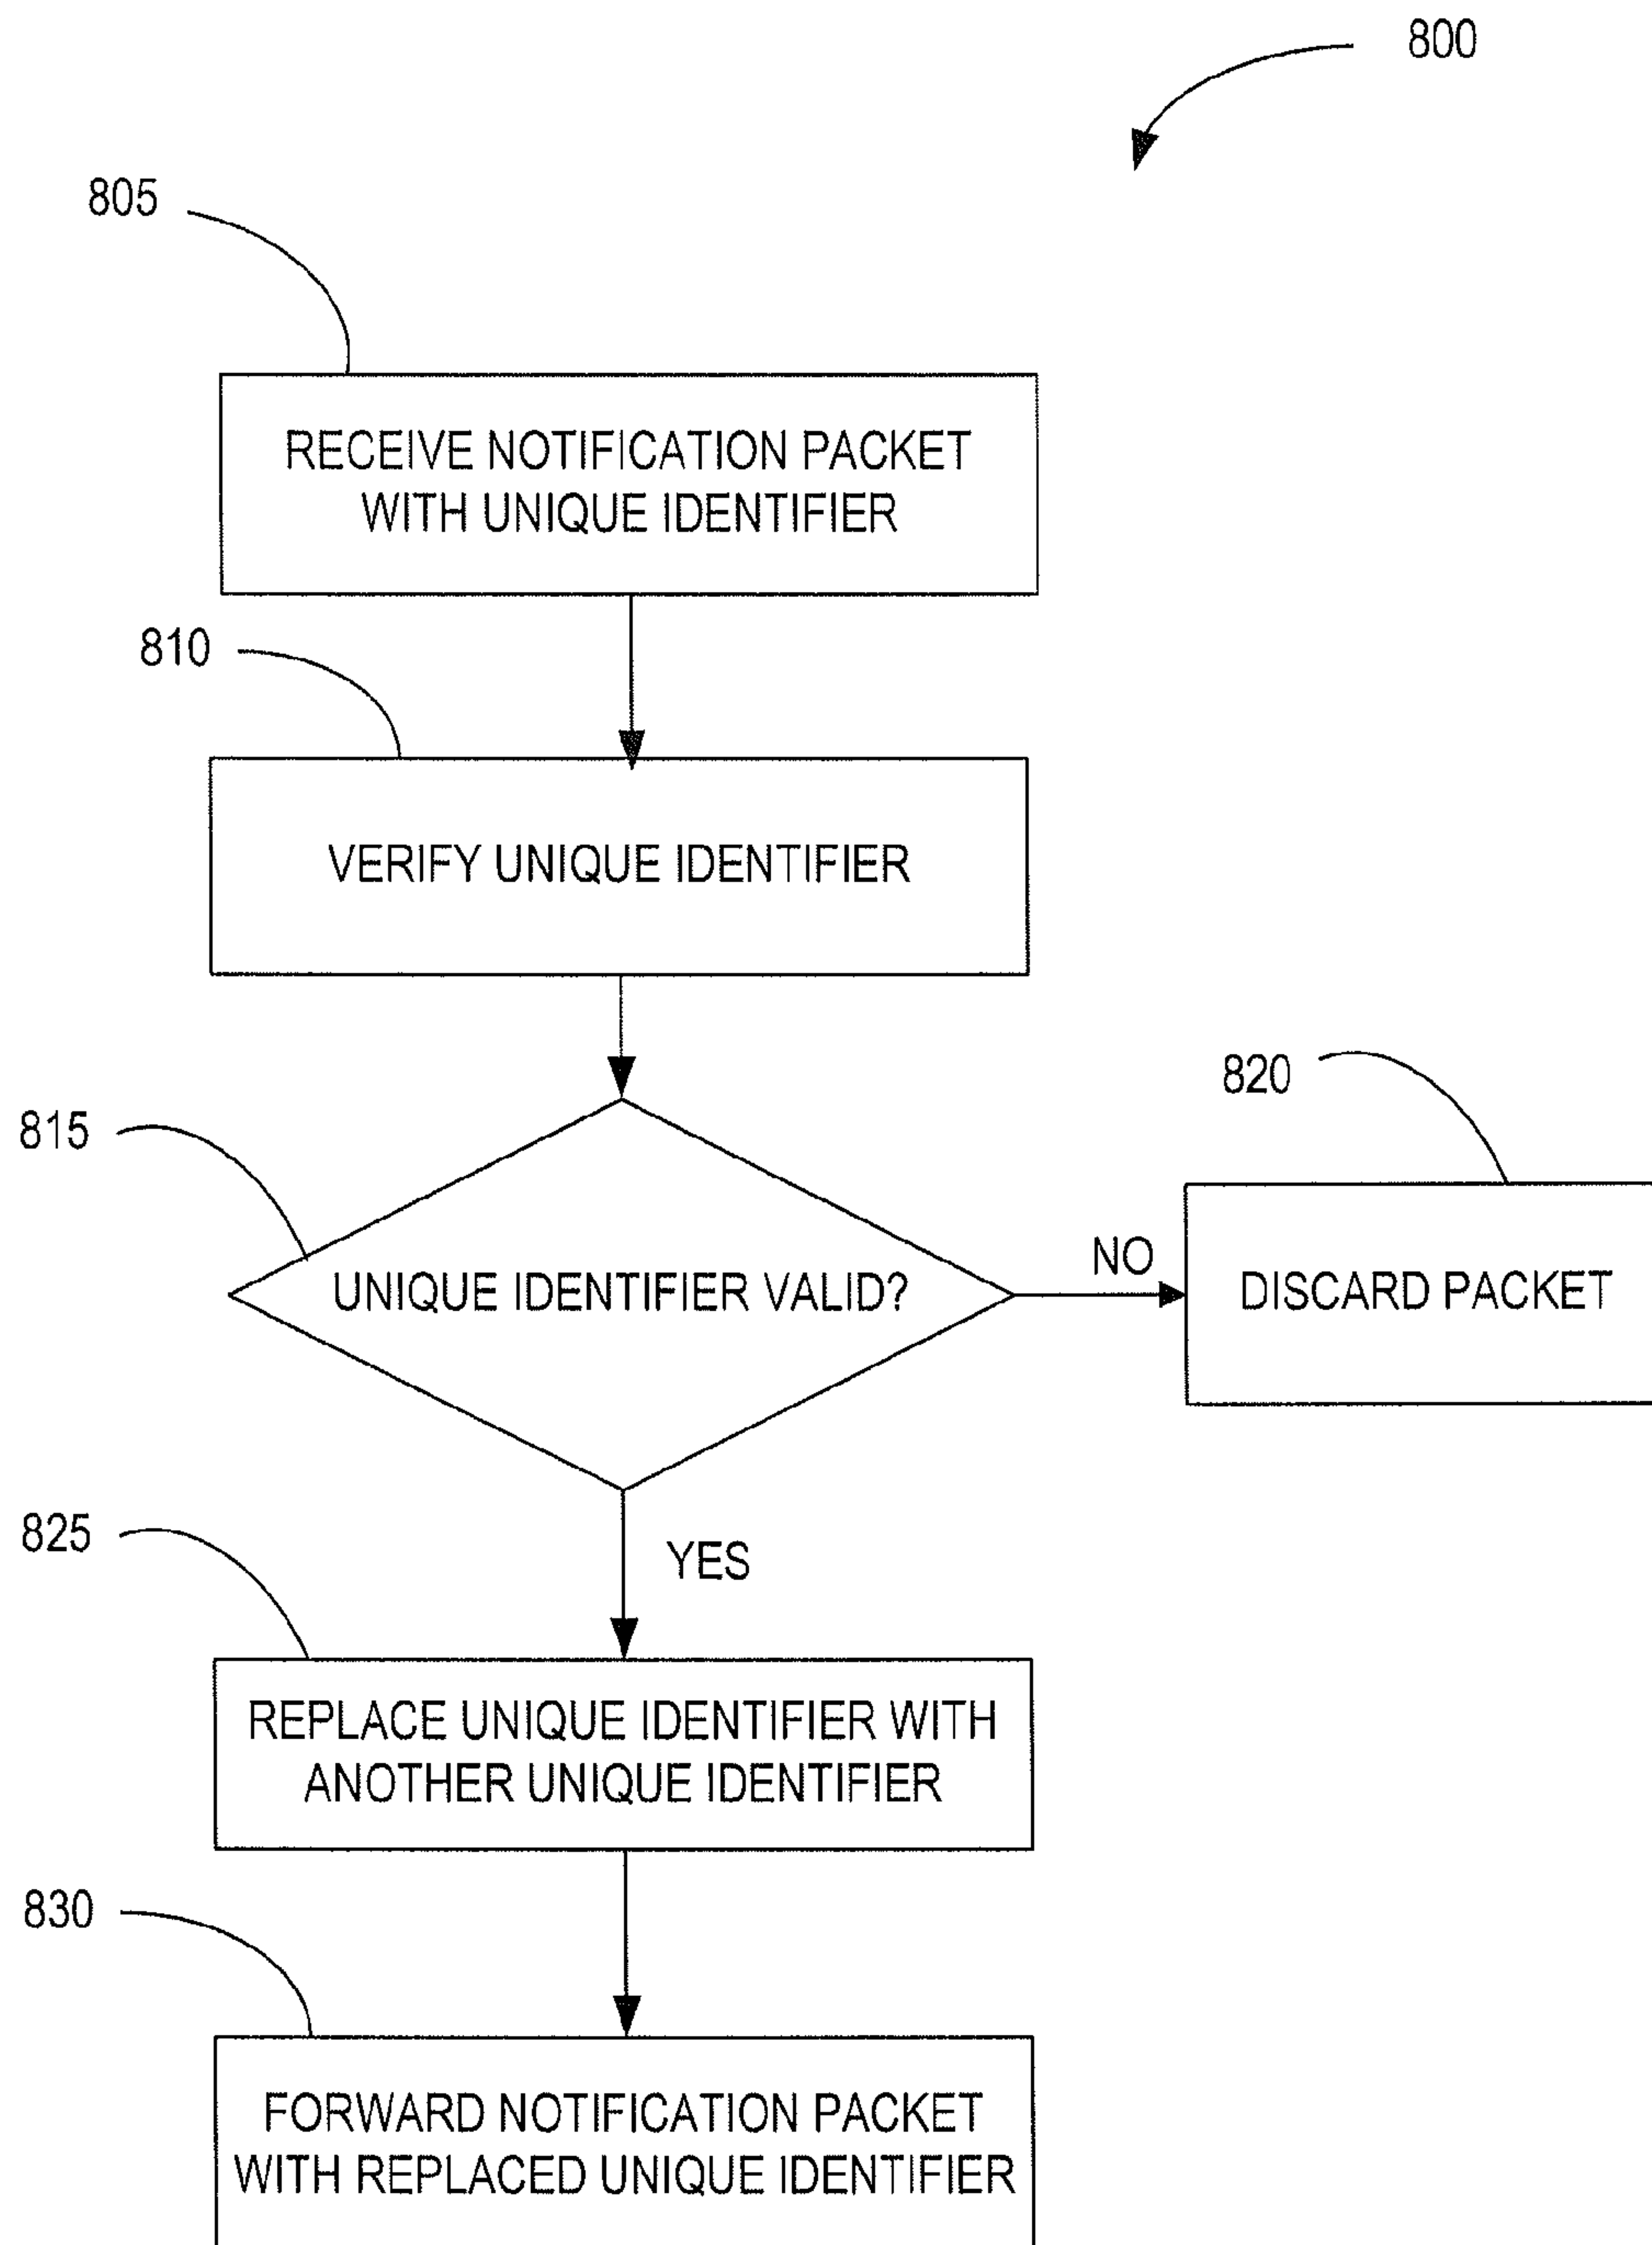 800
805
RECEIVE NOTIFICATION PACKET
WITH UNIQUE IDENTIFIER
810
VERIFY UNIQUE IDENTIFIER
815
UNIQUE IDENTIFIER VALID?
NO
820
DISCARD PACKET
YES
825
REPLACE UNIQUE IDENTIFIER WITH
ANOTHER UNIQUE IDENTIFIER
830
FORWARD NOTIFICATION PACKET
WITH REPLACED UNIQUE IDENTIFIER